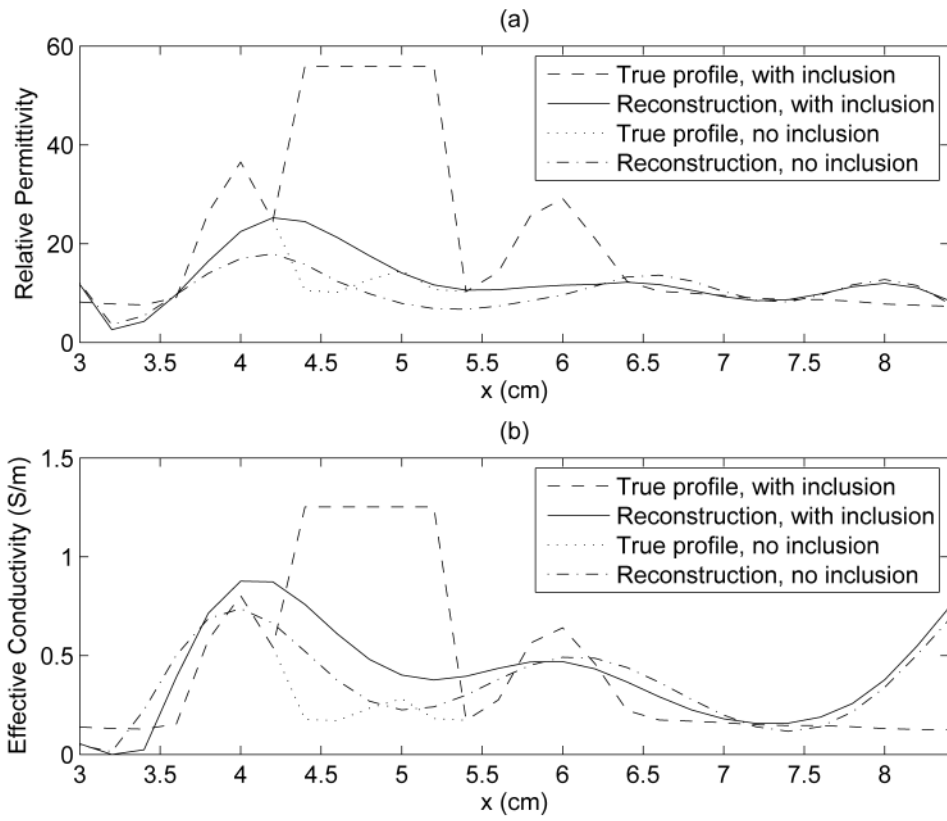 (a)
60
40
20
0
Relative Permittivity
True profile, with inclusion
Reconstruction, with inclusion
True profile, no inclusion
Reconstruction, no inclusion
3 3.5 4 4.5 5 5.5 6 6.5 7 7.5 8
x (cm)
(b)
1.5
1
0.5
0
Effective Conductivity (S/m)
True profile, with inclusion
Reconstruction, with inclusion
True profile, no inclusion
Reconstruction, no inclusion
3 3.5 4 4.5 5 5.5 6 6.5 7 7.5 8
x (cm)